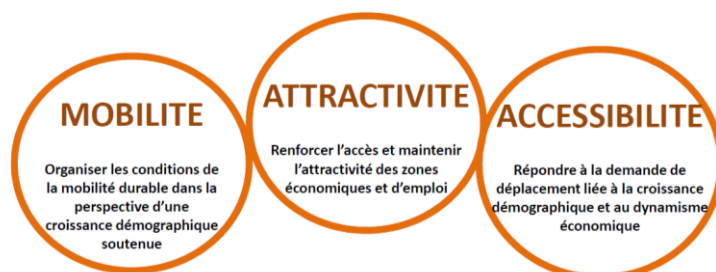 MOBILITE
Organiser les conditions de
la mobilité durable dans la
perspective d'une
croissance démographique
soutenue
ATTRACTIVITE
Renforcer l'accès et maintenir
l'attractivité des zones
économiques et d'emploi
ACCESSIBILITE
Répondre à la demande de
déplacement liée à la croissance
démographique et au dynamisme
économique